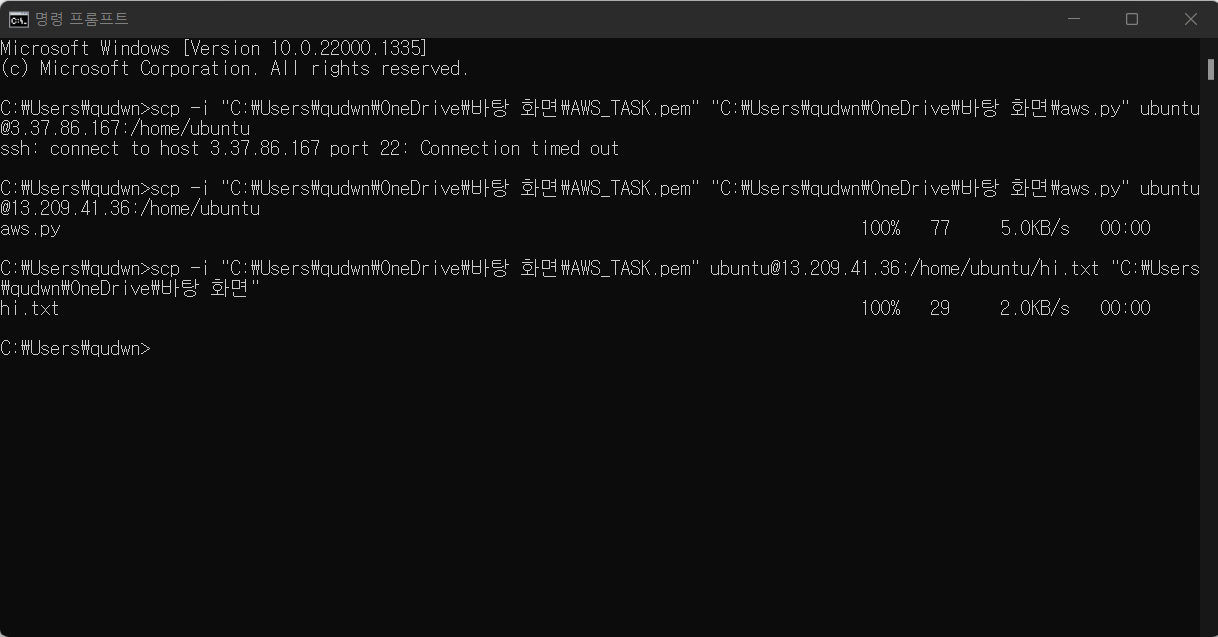 명령 프롬프트
Microsoft Windows [Version 10.0.22000.1335]
(c) Microsoft Corporation. All rights reserved.
C:₩Users₩qudwn>scp -i "C:₩Users₩qudwn₩OneDrive₩바탕 화면₩AWS_TASK.pem" "C:₩Users₩qudwn₩OneDrive₩바탕 화면₩aws.py" ubuntu
@3.37.86.167:/home/ubuntu
ssh: connect to host 3.37.86.167 port 22: Connection timed out
C:₩Users₩qudwn>scp -i "C:₩Users₩qudwn₩OneDrive₩바탕 화면₩AWS_TASK.pem" "C:₩Users₩qudwn₩OneDrive₩바탕 화면₩aws.py" ubuntu
@13.209.41.36:/home/ubuntu
aws.py 100% 77 5.0KB/s 00:00
C:₩Users₩qudwn>scp -i "C:₩Users₩qudwn₩OneDrive₩바탕 화면₩AWS_TASK.pem" ubuntu@13.209.41.36:/home/ubuntu/hi.txt "C:₩Users
₩qudwn₩OneDrive₩바탕 화면"
hi.txt 100% 29 2.0KB/s 00:00
C:₩Users₩qudwn>